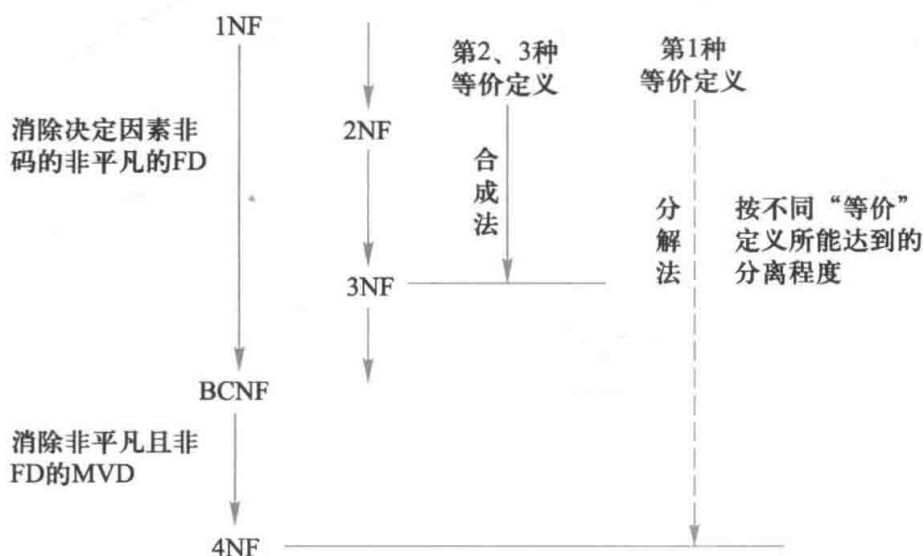 1NF
第2、3种
等价定义
第1种
等价定义
消除决定因素非
码的非平凡的FD
2NF
合
成
法
分
解
法
按不同“等价”
定义所能达到的
分离程度
3NF
BCNF
消除非平凡且非
FD的MVD
4NF